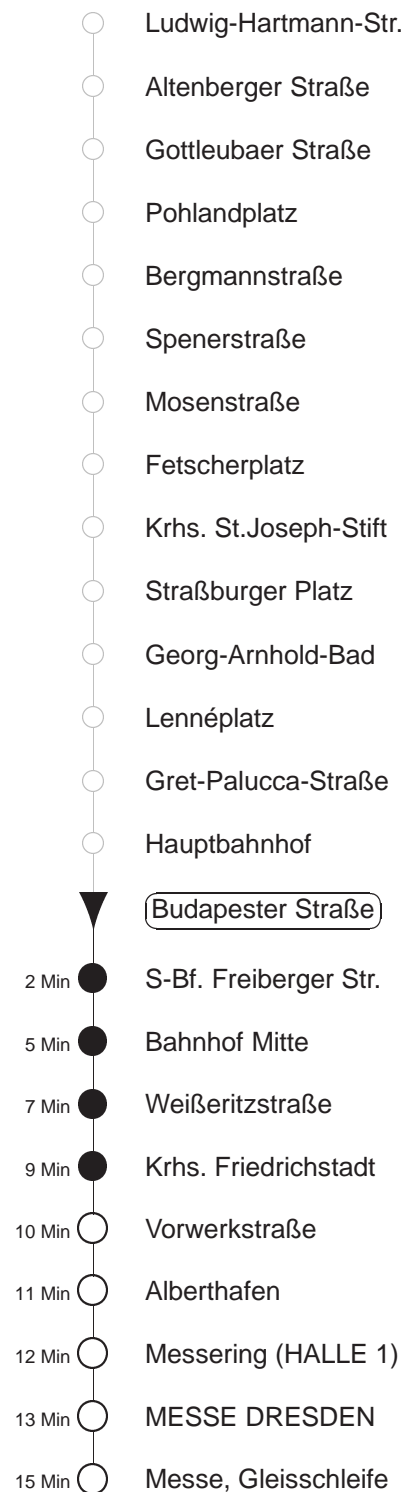 Ludwig-Hartmann-Str.
Altenberger Straße
Gottleubaer Straße
Pohlandplatz
Bergmannstraße
Spenerstraße
Mosenstraße
Fetscherplatz
Krhs. St.Joseph-Stift
Straßburger Platz
Georg-Arnhold-Bad
Lennéplatz
Gret-Palucca-Straße
Hauptbahnhof
Budapester Straße
2 Min S-Bf. Freiberger Str.
5 Min Bahnhof Mitte
7 Min Weißeritzstraße
9 Min Krhs. Friedrichstadt
10 Min Vorwerkstraße
11 Min Alberthafen
12 Min Messering (HALLE 1)
13 Min MESSE DRESDEN
15 Min Messe, Gleisschleife